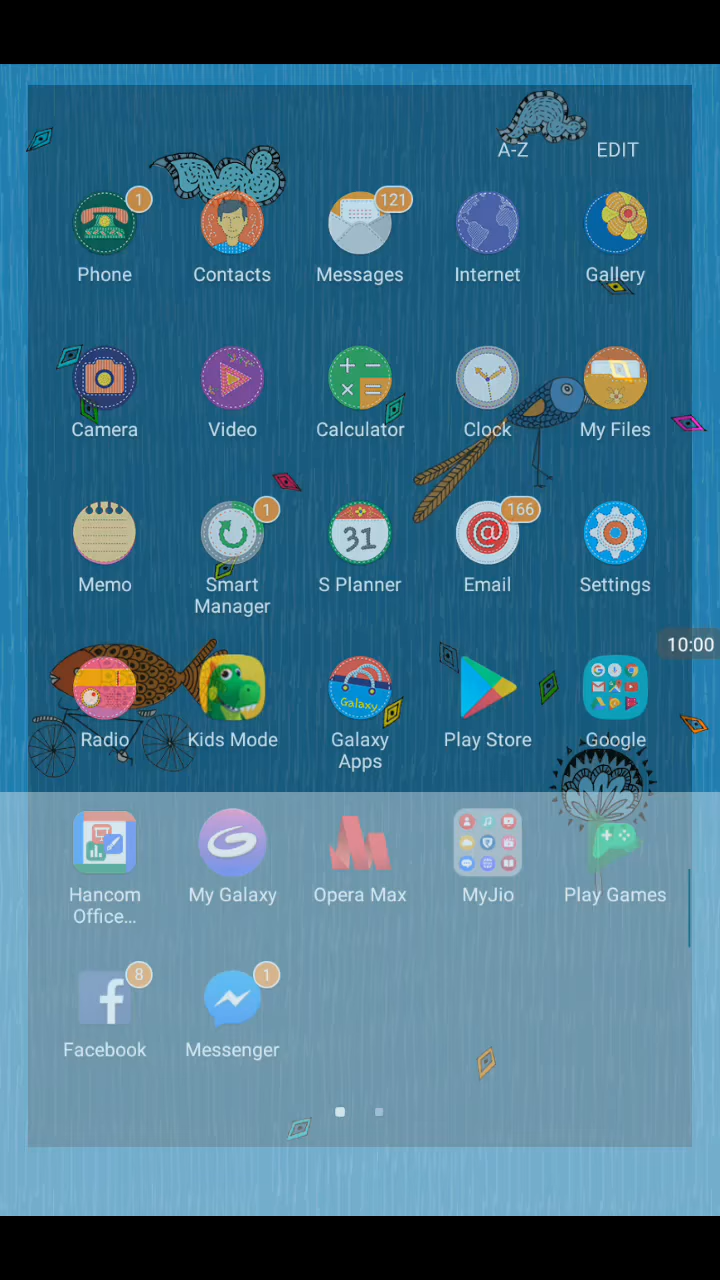 A-Z EDIT
1 121
Phone Contacts Messages Internet Gallery
Camera Video Calculator Clock My Files
1 31 @ 166
Memo Smart Manager S Planner Email Settings
10:00
Galaxy
Radio Kids Mode Galaxy Apps Play Store Google
Hancom Office... My Galaxy Opera Max MyJio Play Games
8 1
Facebook Messenger